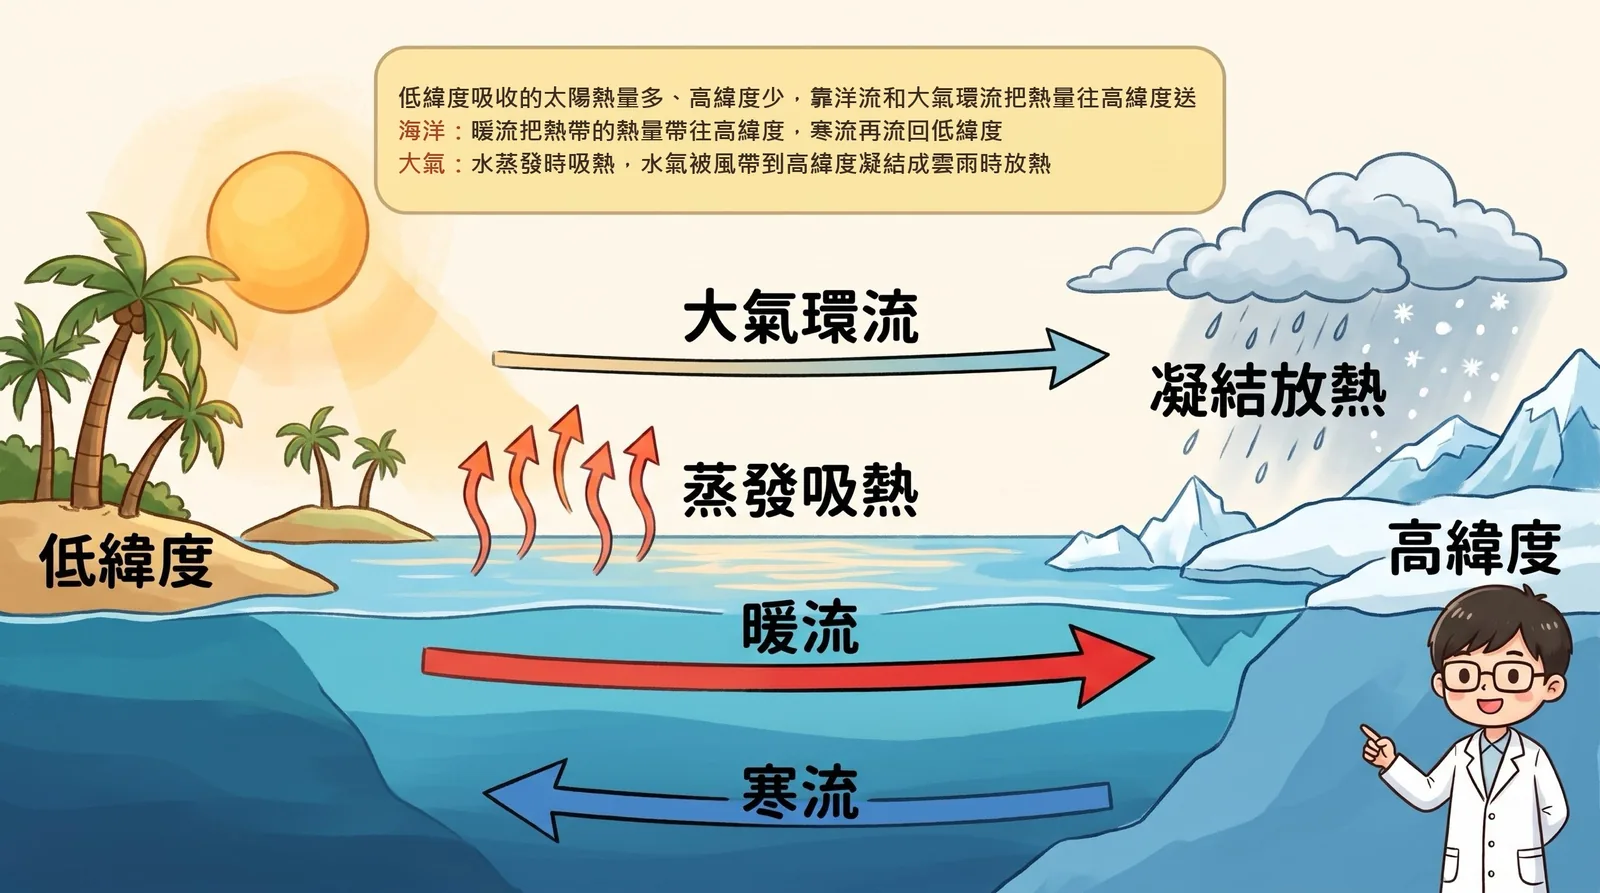 低緯度吸收的太陽熱量多、高緯度少，靠洋流和大氣環流把熱量往高緯度送
海洋：暖流把熱帶的熱量帶往高緯度，寒流再流回低緯度
大氣：水蒸發時吸熱，水氣被風帶到高緯度凝結成雲雨時放熱
大氣環流
凝結放熱
蒸發吸熱
低緯度
高緯度
暖流
寒流